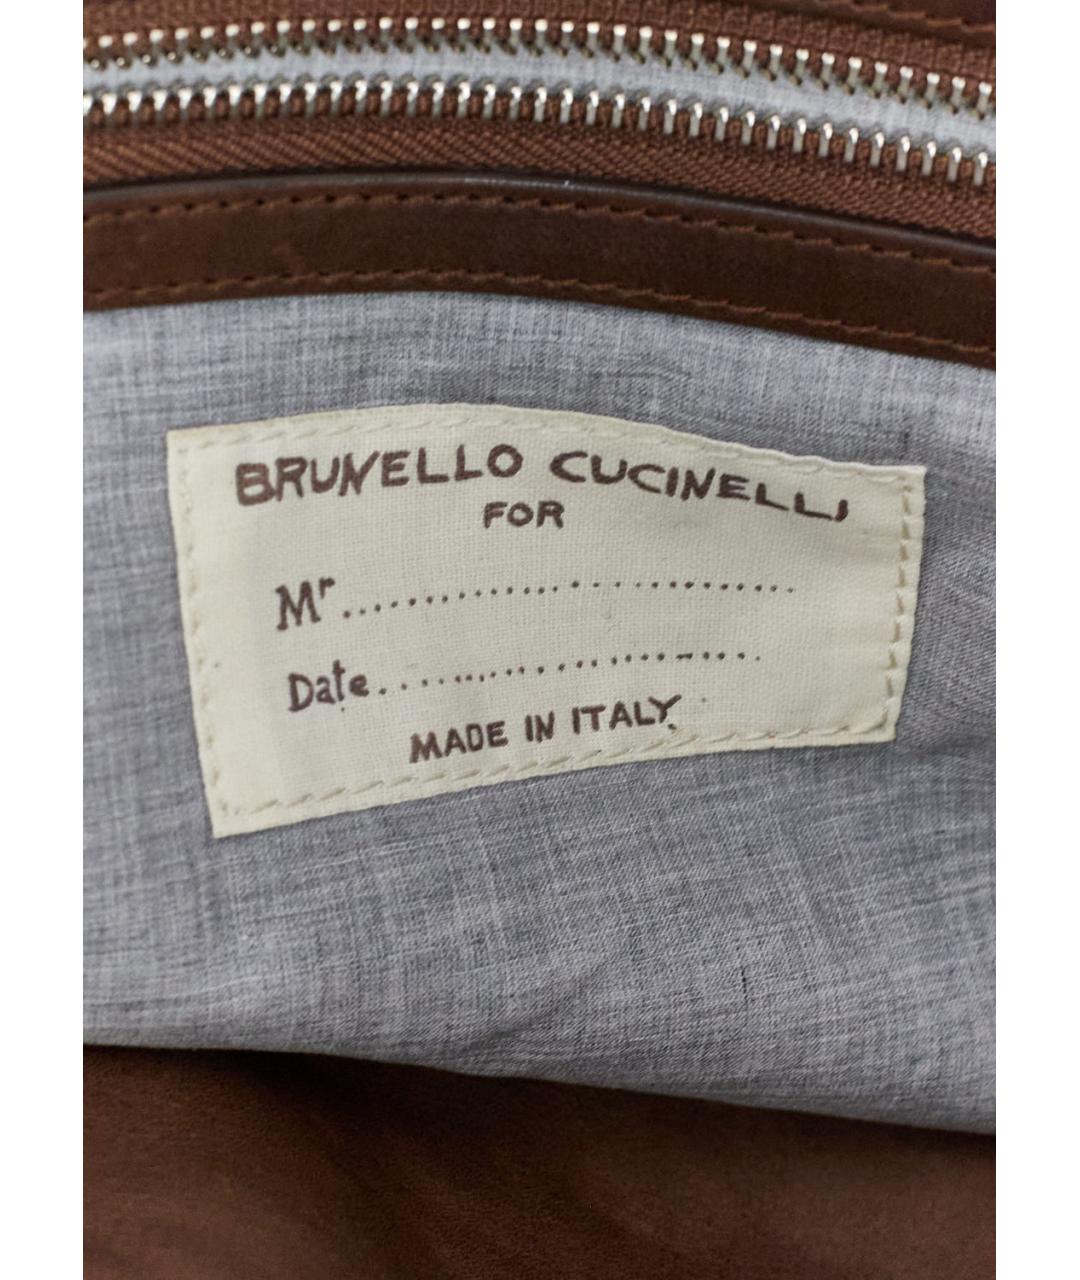 BRUNELLO CUCINELLI
FOR
Mr....................................
Date..............................
MADE IN ITALY